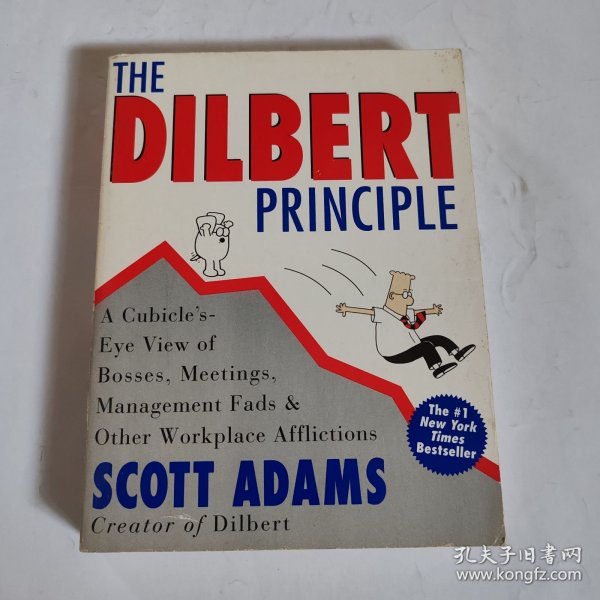 THE
DILBERT
PRINCIPLE
A Cubicle's-
Eye View of
Bosses, Meetings,
Management Fads &
Other Workplace Afflictions
The #1
New York
Times
Bestseller
SCOTT ADAMS
Creator of Dilbert
孔夫子旧书网
www.kongfz.com